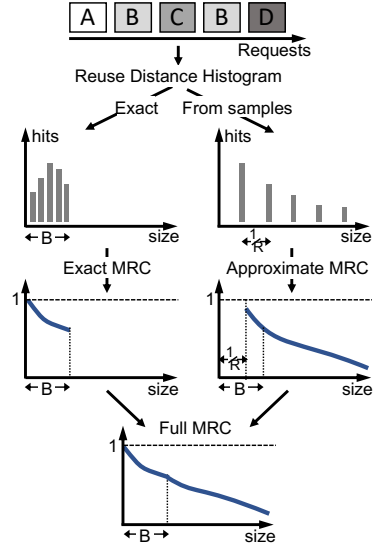 A B C B D
Requests
Reuse Distance Histogram
Exact From samples
hits hits
B size 1/R size
Exact MRC Approximate MRC
1 1
1/R
B size B size
Full MRC
1
B size